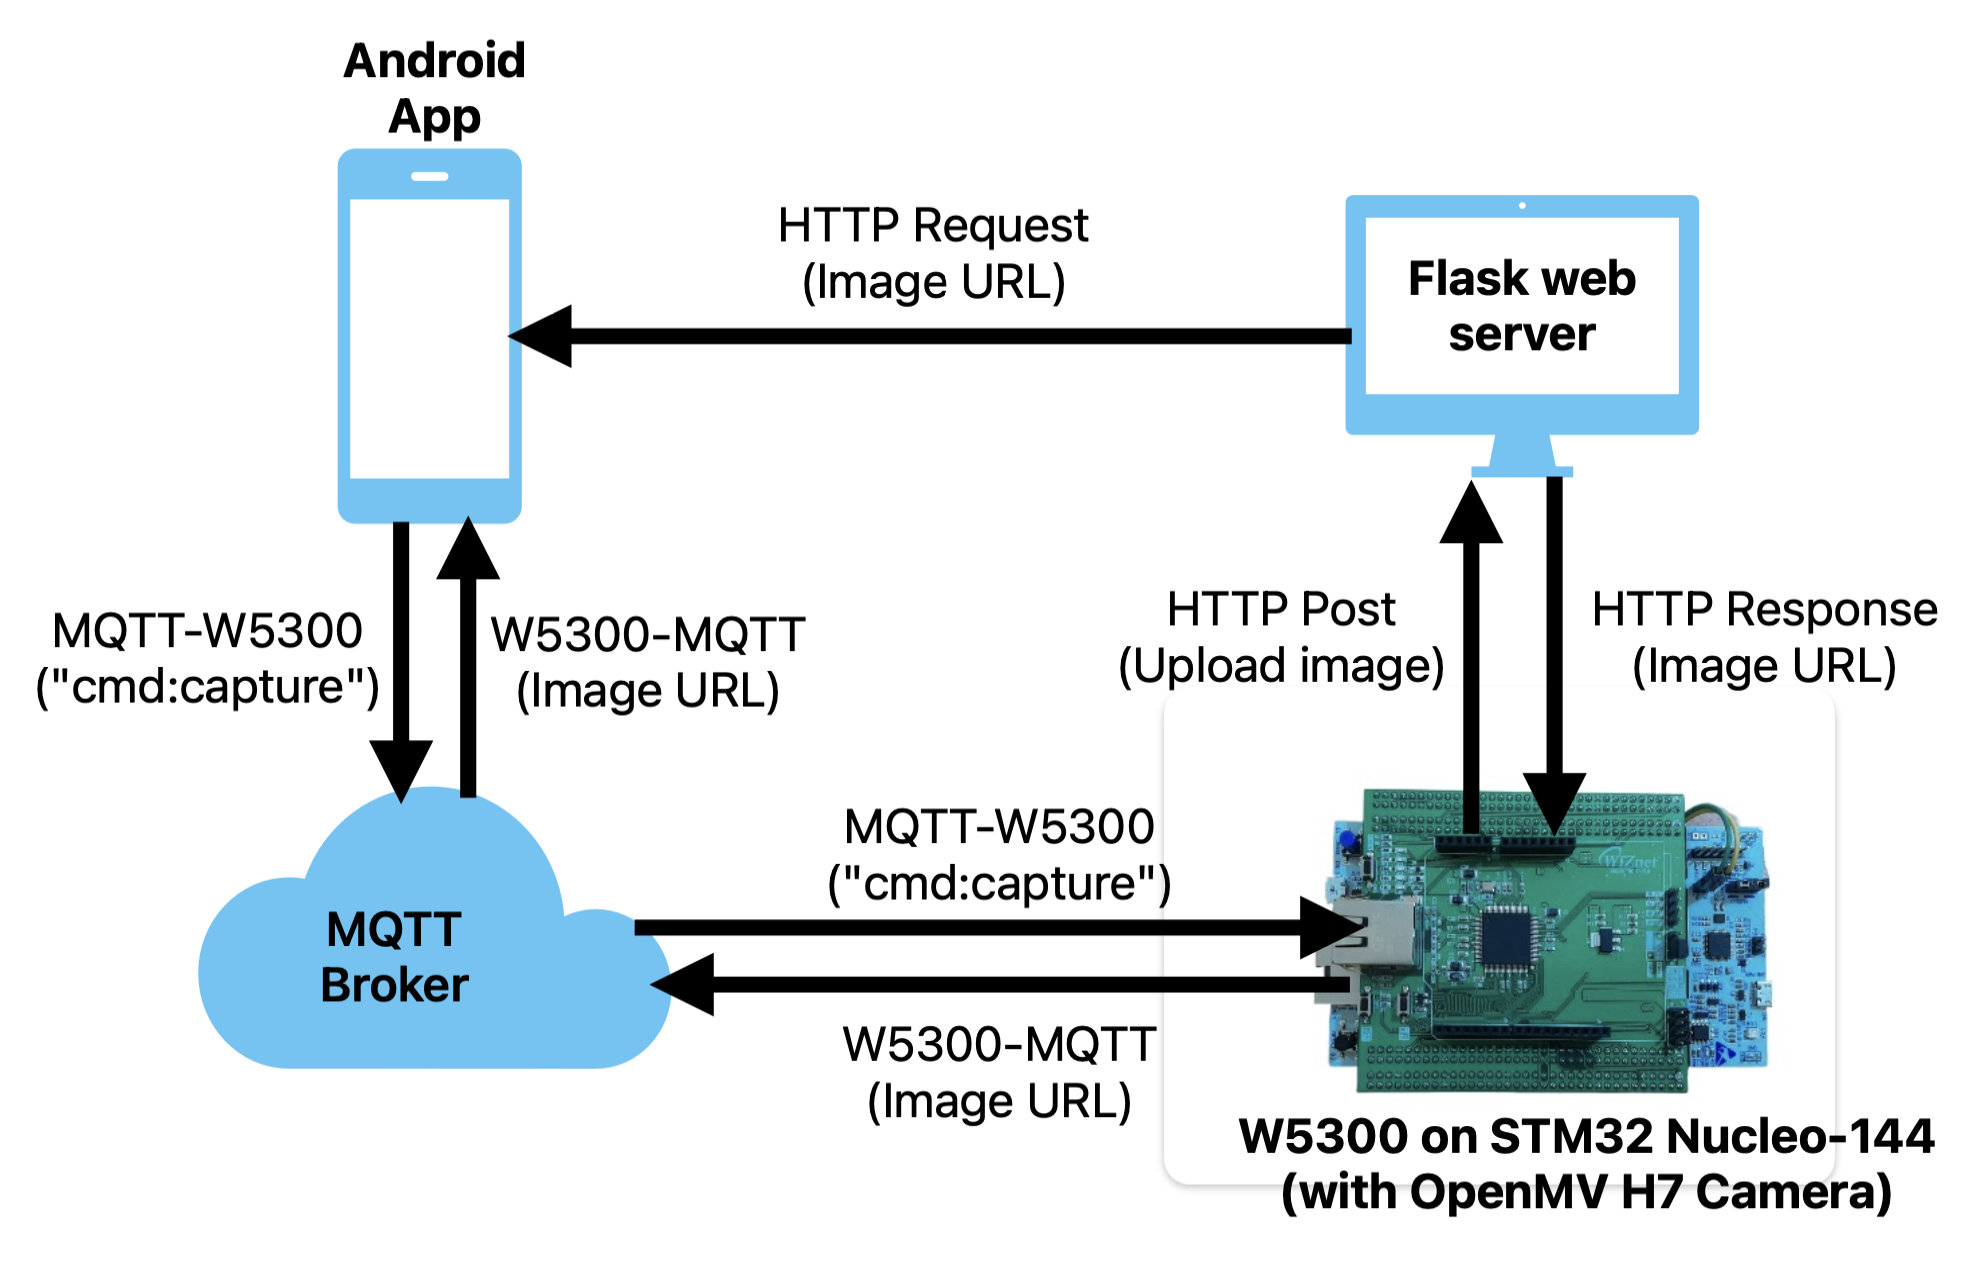 Android
App
HTTP Request
(Image URL)
Flask web
server
MQTT-W5300
("cmd:capture")
W5300-MQTT
(Image URL)
HTTP Post
(Upload image)
HTTP Response
(Image URL)
MQTT
Broker
MQTT-W5300
("cmd:capture")
W5300-MQTT
(Image URL)
WIZnet
W5300 on STM32 Nucleo-144
(with OpenMV H7 Camera)